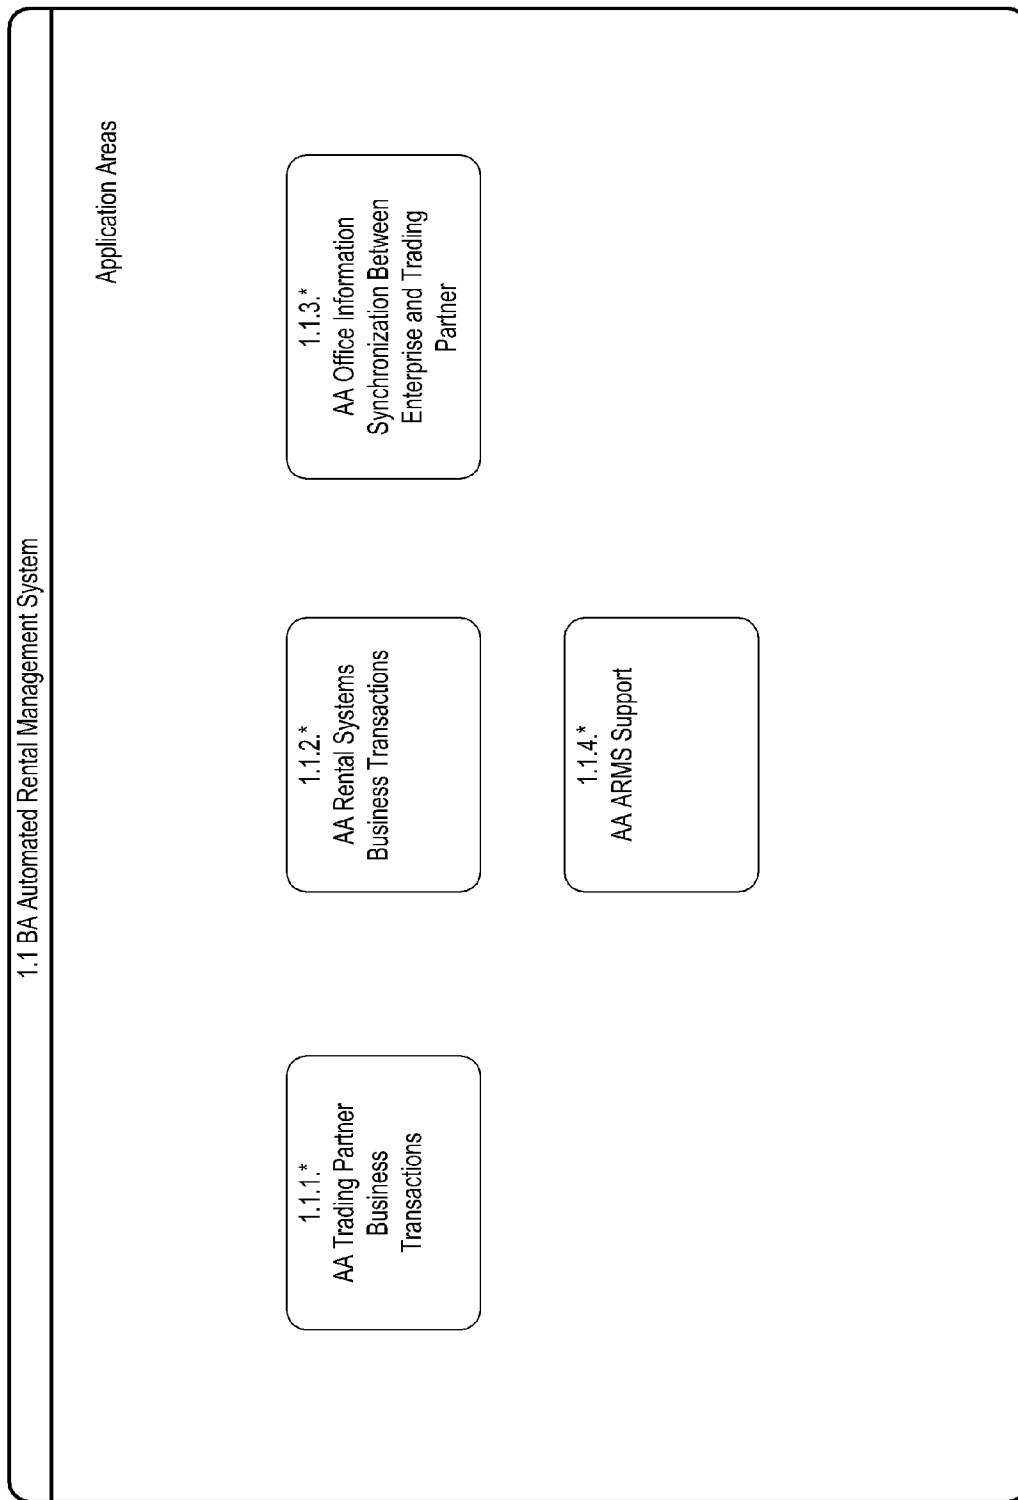 1.1 BA Automated Rental Management System
Application Areas
1.1.1.*
AA Trading Partner
Business
Transactions
1.1.2.*
AA Rental Systems
Business Transactions
1.1.3.*
AA Office Information
Synchronization Between
Enterprise and Trading
Partner
1.1.4.*
AA ARMS Support